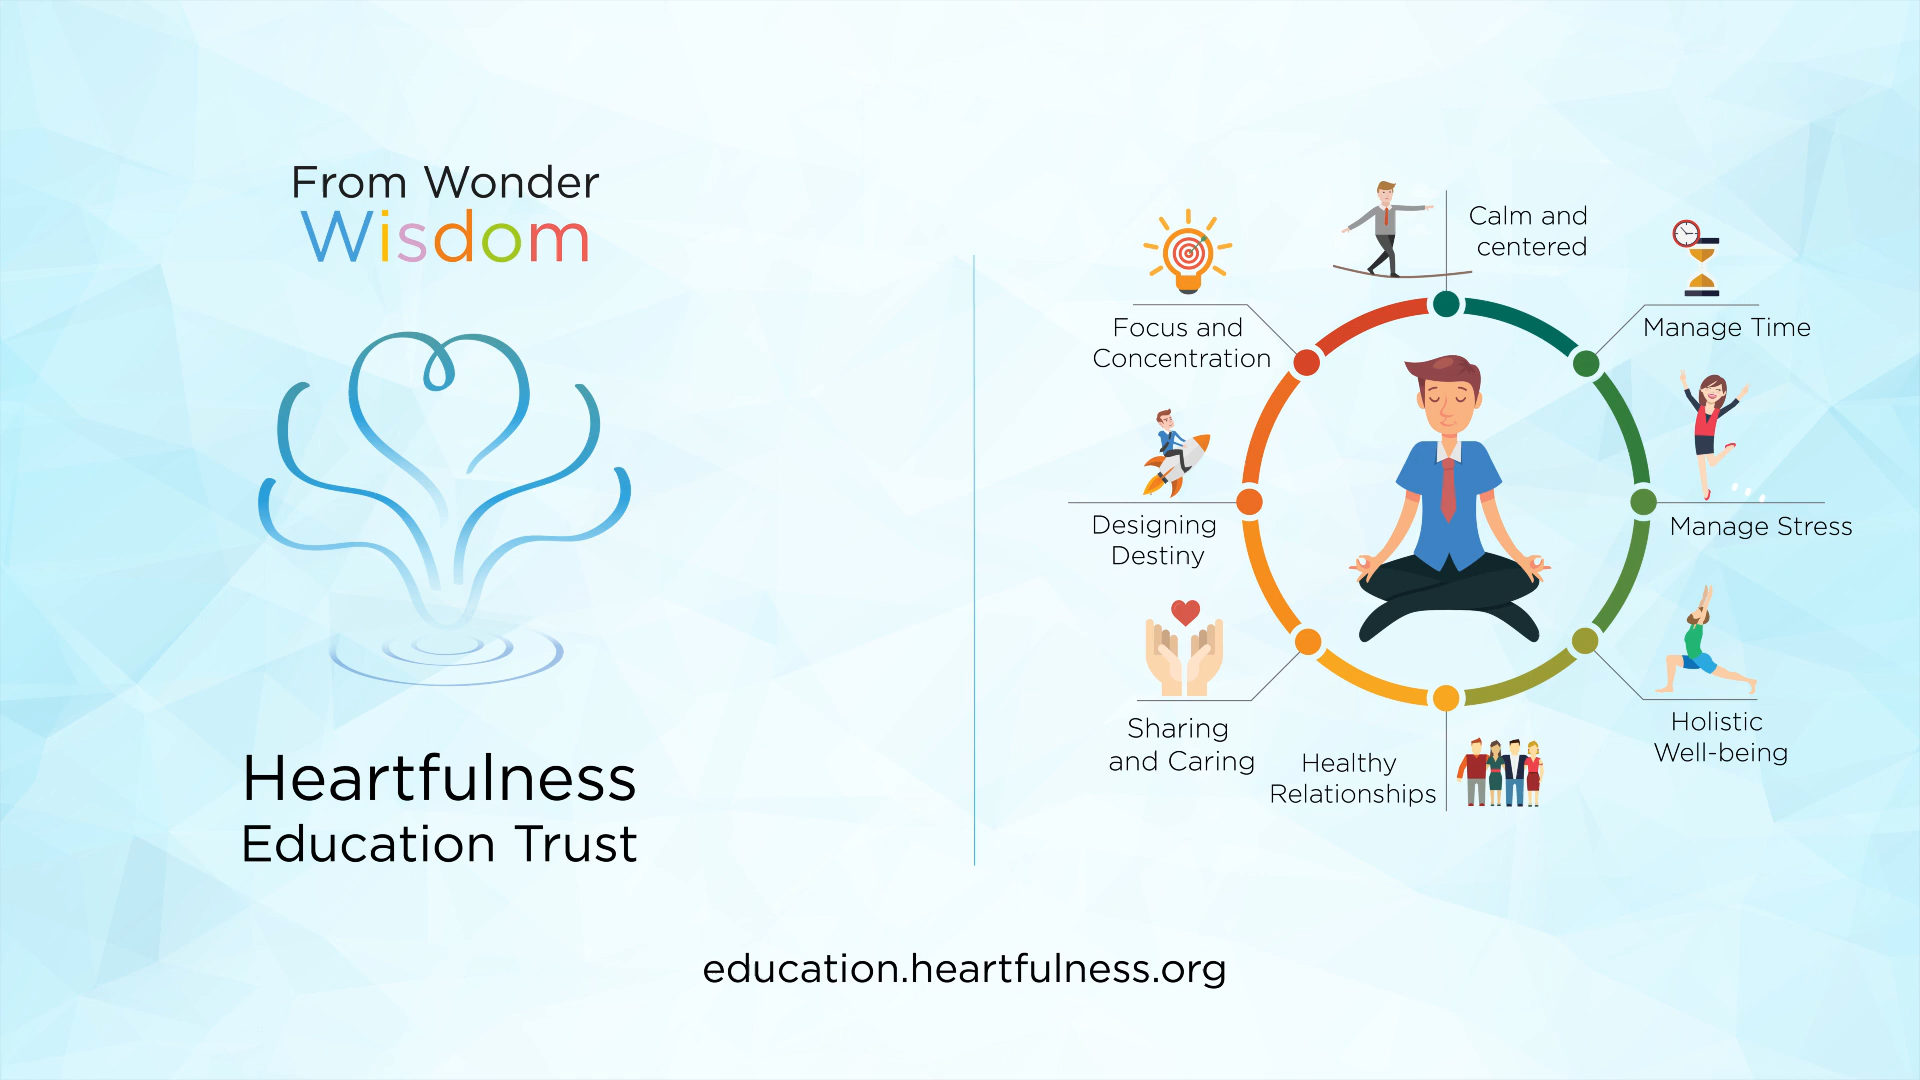 From Wonder
Wisdom
Heartfulness
Education Trust
Calm and
centered
Manage Time
Manage Stress
Holistic
Well-being
Healthy
Relationships
Sharing
and Caring
Designing
Destiny
Focus and
Concentration
education.heartfulness.org